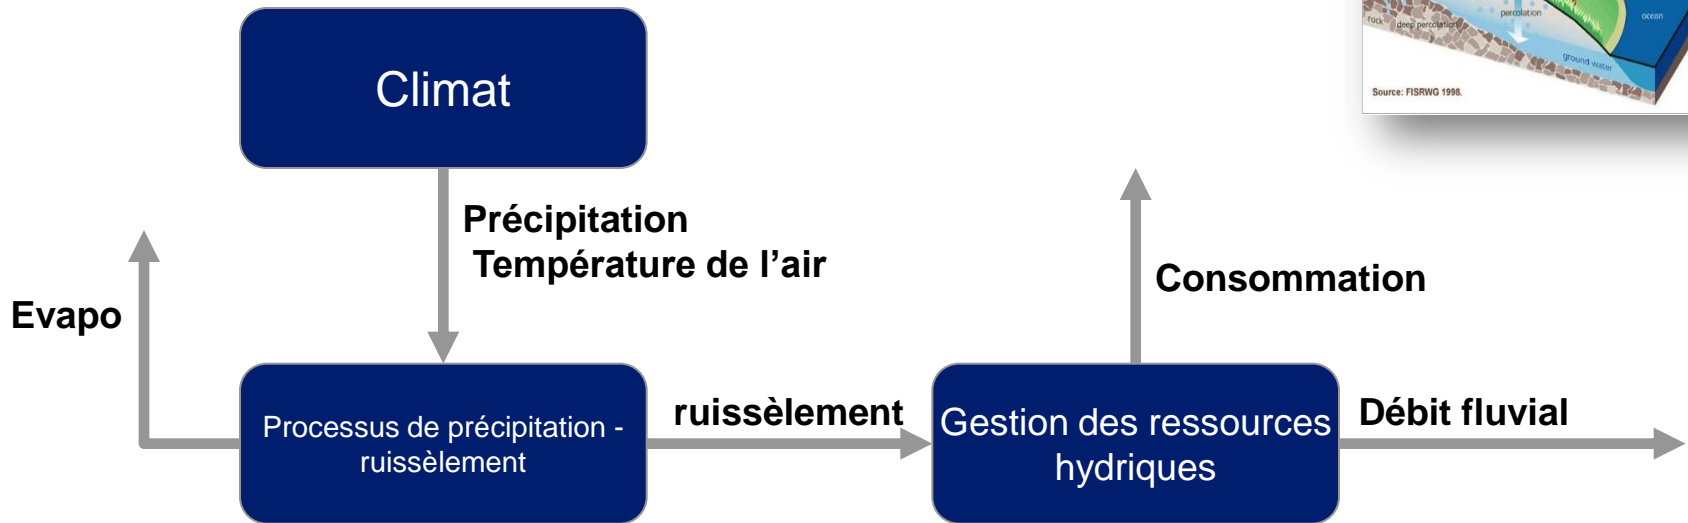 percolation
ocean
rock
deep percolation
ground water
Source: FISRWG 1998.
Climat
Précipitation
Température de l’air
Consommation
Evapo
Processus de précipitation -
ruissèlement
ruissèlement
Gestion des ressources
hydriques
Débit fluvial